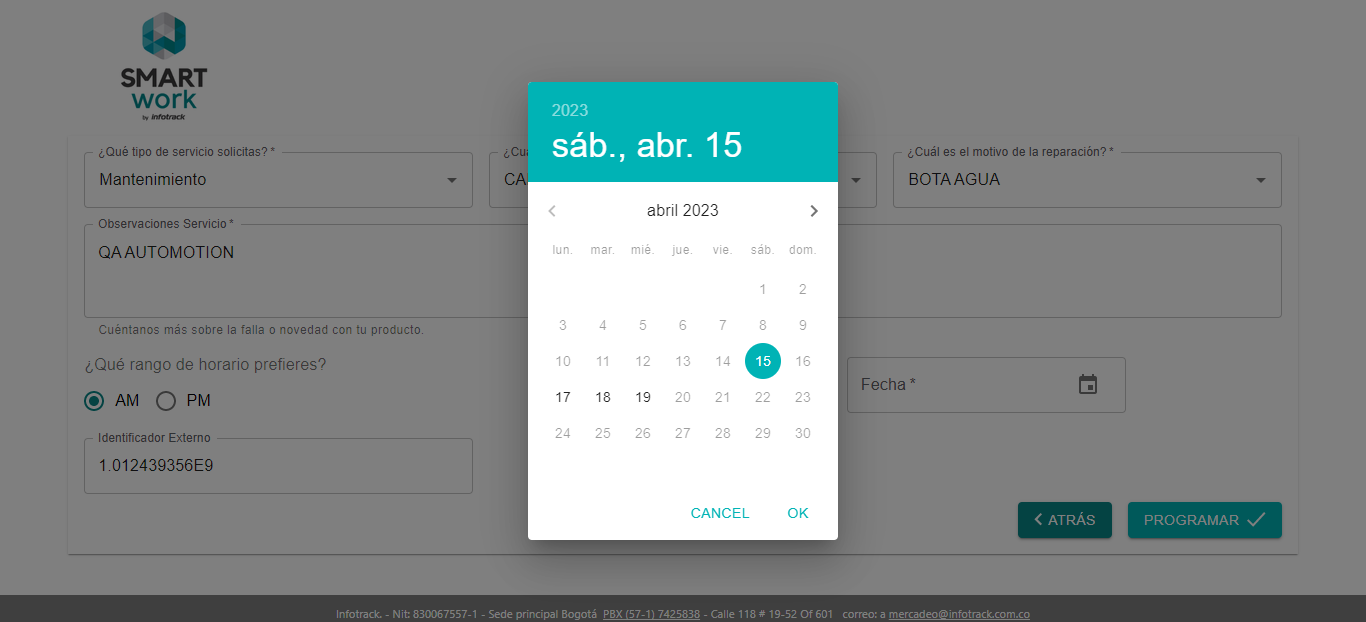 SMART
work
by infotrack
¿Qué tipo de servicio solicitas? *
Mantenimiento
¿Cuá
CA
¿Cuál es el motivo de la reparación? *
BOTA AGUA
Observaciones Servicio *
QA AUTOMOTION
Cuéntanos más sobre la falla o novedad con tu producto.
¿Qué rango de horario prefieres?
AM PM
Fecha *
Identificador Externo
1.012439356E9
2023
sáb., abr. 15
abril 2023
lun. mar. mié. jue. vie. sáb. dom.
1 2
3 4 5 6 7 8 9
10 11 12 13 14 15 16
17 18 19 20 21 22 23
24 25 26 27 28 29 30
CANCEL OK
ATRÁS PROGRAMAR
Infotrack. - Nit: 830067557-1 - Sede principal Bogotá PBX (57-1) 7425838 - Calle 118 # 19-52 Of 601 correo: a mercadeo@infotrack.com.co